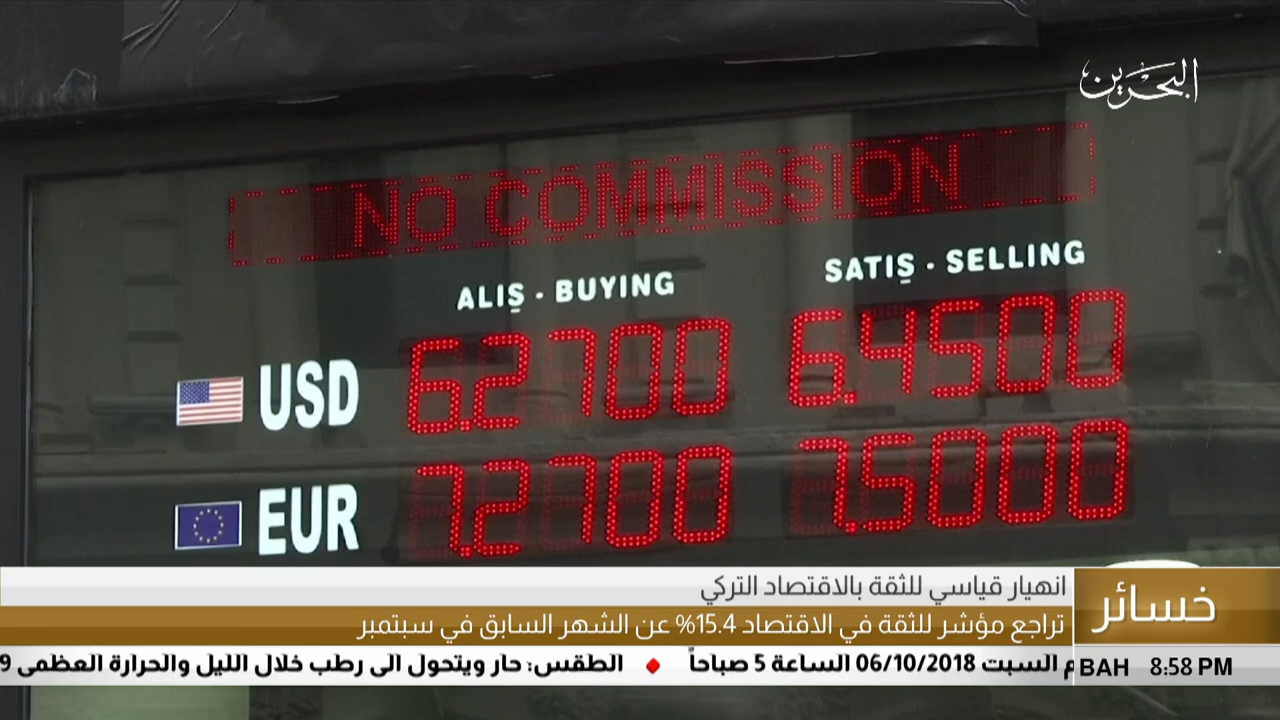 البحرين
NO COMMISSION
ALIŞ - BUYING SATIŞ - SELLING
USD 6.2700 6.4500
EUR 7.2700 7.5000
خسائر
انهيار قياسي للثقة بالاقتصاد التركي
تراجع مؤشر للثقة في الاقتصاد 15.4% عن الشهر السابق في سبتمبر
السبت 06/10/2018 الساعة 5 صباحاً الطقس: حار ويتحول الى رطب خلال الليل والحرارة العظمى
BAH 8:58 PM